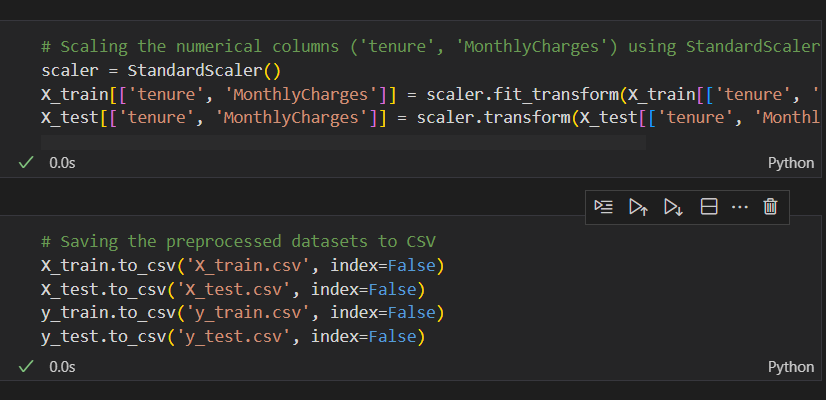 # Scaling the numerical columns ('tenure', 'MonthlyCharges') using StandardScaler
scaler = StandardScaler()
X_train[['tenure', 'MonthlyCharges']] = scaler.fit_transform(X_train[['tenure', '
X_test[['tenure', 'MonthlyCharges']] = scaler.transform(X_test[['tenure', 'Monthl
0.0s
Python
# Saving the preprocessed datasets to CSV
X_train.to_csv('X_train.csv', index=False)
X_test.to_csv('X_test.csv', index=False)
y_train.to_csv('y_train.csv', index=False)
y_test.to_csv('y_test.csv', index=False)
0.0s
Python